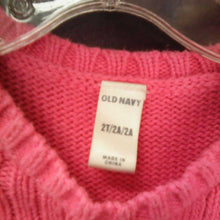 OLD NAVY
2T/2A/2A
MADE IN
CHINA